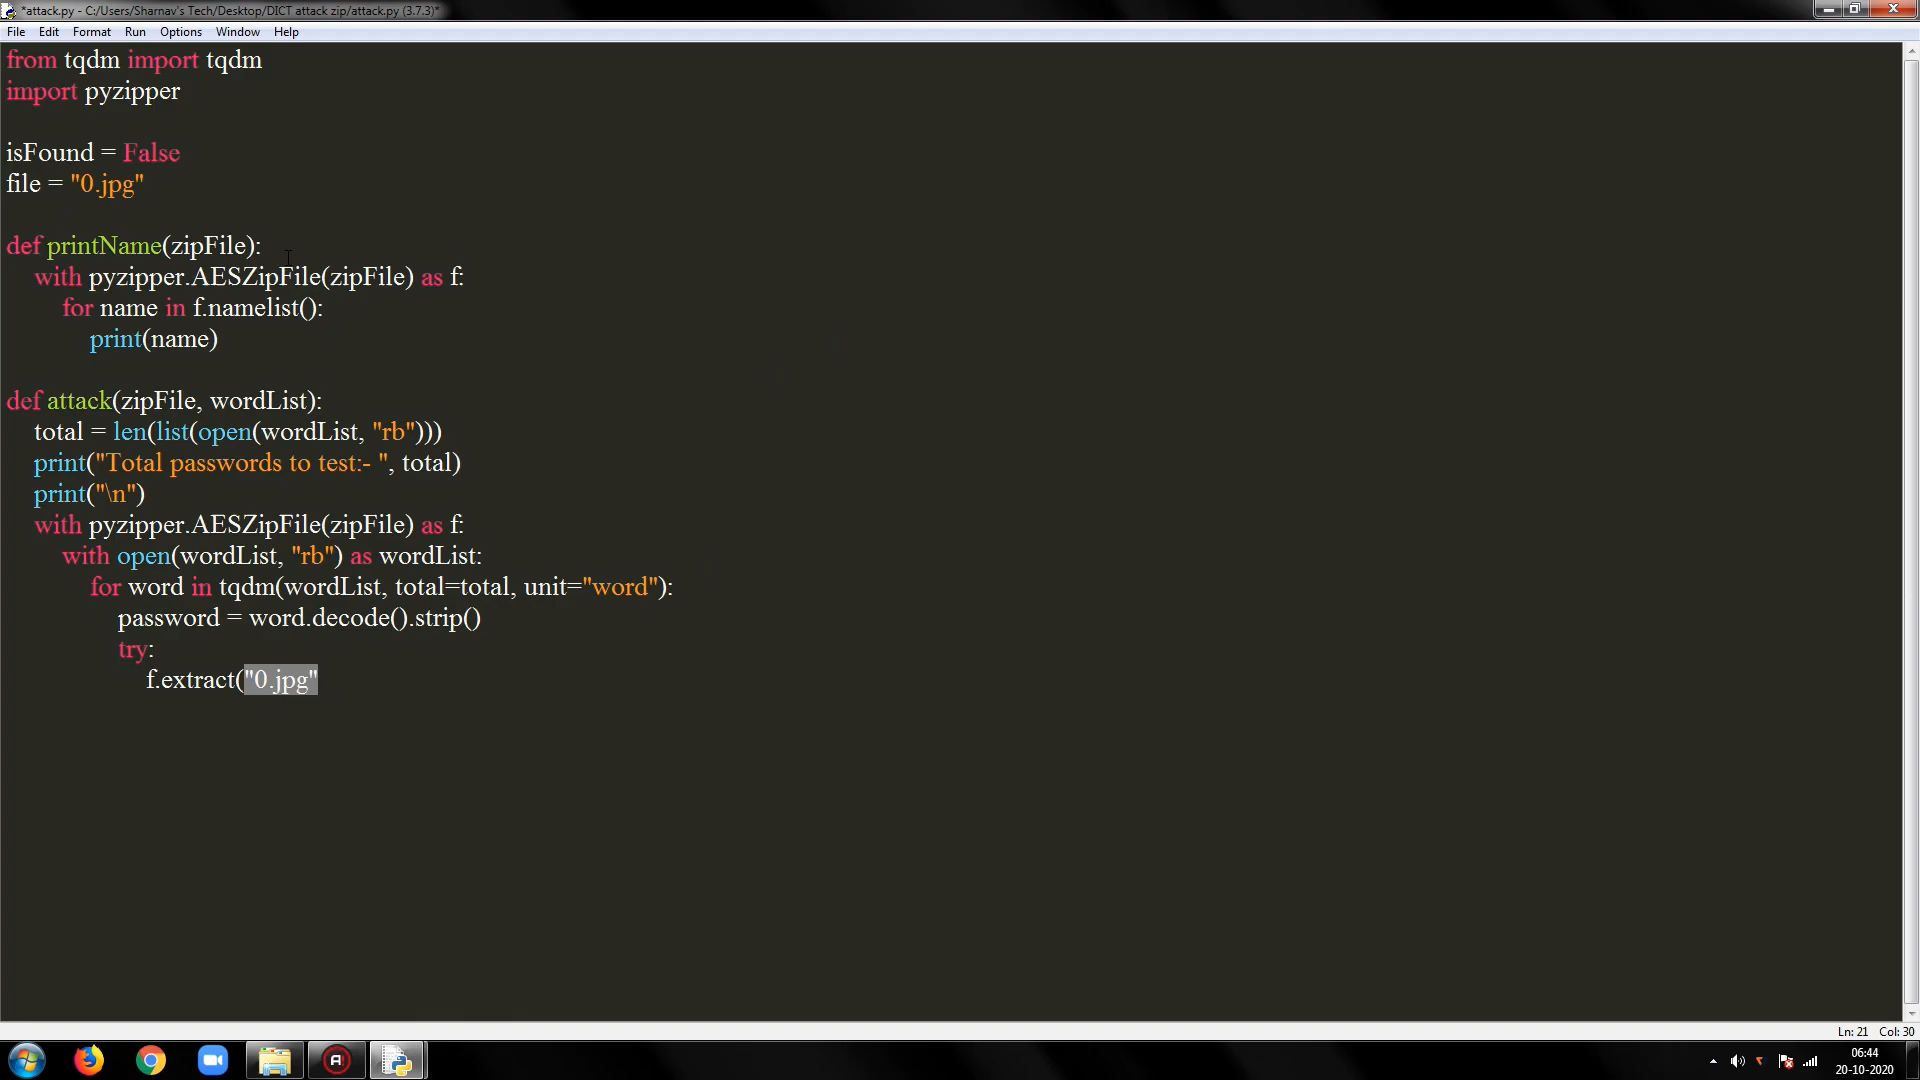 *attack.py - C:/Users/Sharnav's Tech/Desktop/DICT attack zip/attack.py (3.7.3)*
File Edit Format Run Options Window Help
from tqdm import tqdm
import pyzipper
isFound = False
file = "0.jpg"
def printName(zipFile):
with pyzipper.AESZipFile(zipFile) as f:
for name in f.namelist():
print(name)
def attack(zipFile, wordList):
total = len(list(open(wordList, "rb")))
print("Total passwords to test:- ", total)
print("\n")
with pyzipper.AESZipFile(zipFile) as f:
with open(wordList, "rb") as wordList:
for word in tqdm(wordList, total=total, unit="word"):
password = word.decode().strip()
try:
f.extract("0.jpg"
Ln: 21 Col: 30
06:44
20-10-2020